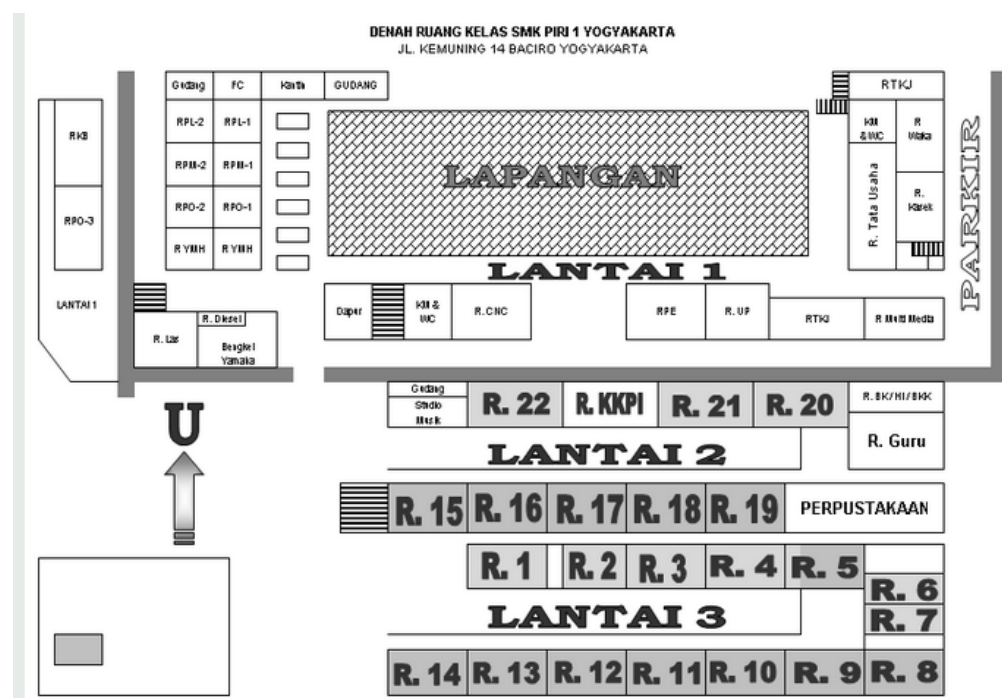 DENAH RUANG KELAS SMK PIRI 1 YOGYAKARTA
JL. KEMUNING 14 BACIRO YOGYAKARTA
Gudang FC Kantin GUDANG
RTKJ
RKB
RPL-2 RPL-1
KM & WC
R Waka
LAPANGAN
PARKIR
RPM-2 RPM-1
RPO-3
RPO-2 RPO-1
R. Tata Usaha
R YMH R YMH
LANTAI 1
LANTAI 1
R. Las
R. Diesel
Bengkel
Dapur
KM & WC
R.CNC
RPE
R. UP
RTKJ
R Multi Media
Gudang
Studio
Musik
R. 22 R. KKPI R. 21 R. 20
R. BK/HI/BKK
R. Guru
U
LANTAI 2
R. 15 R. 16 R. 17 R. 18 R. 19 PERPUSTAKAAN
R. 1 R. 2 R. 3 R. 4 R. 5
R. 6
R. 7
LANTAI 3
R. 14 R. 13 R. 12 R. 11 R. 10 R. 9 R. 8